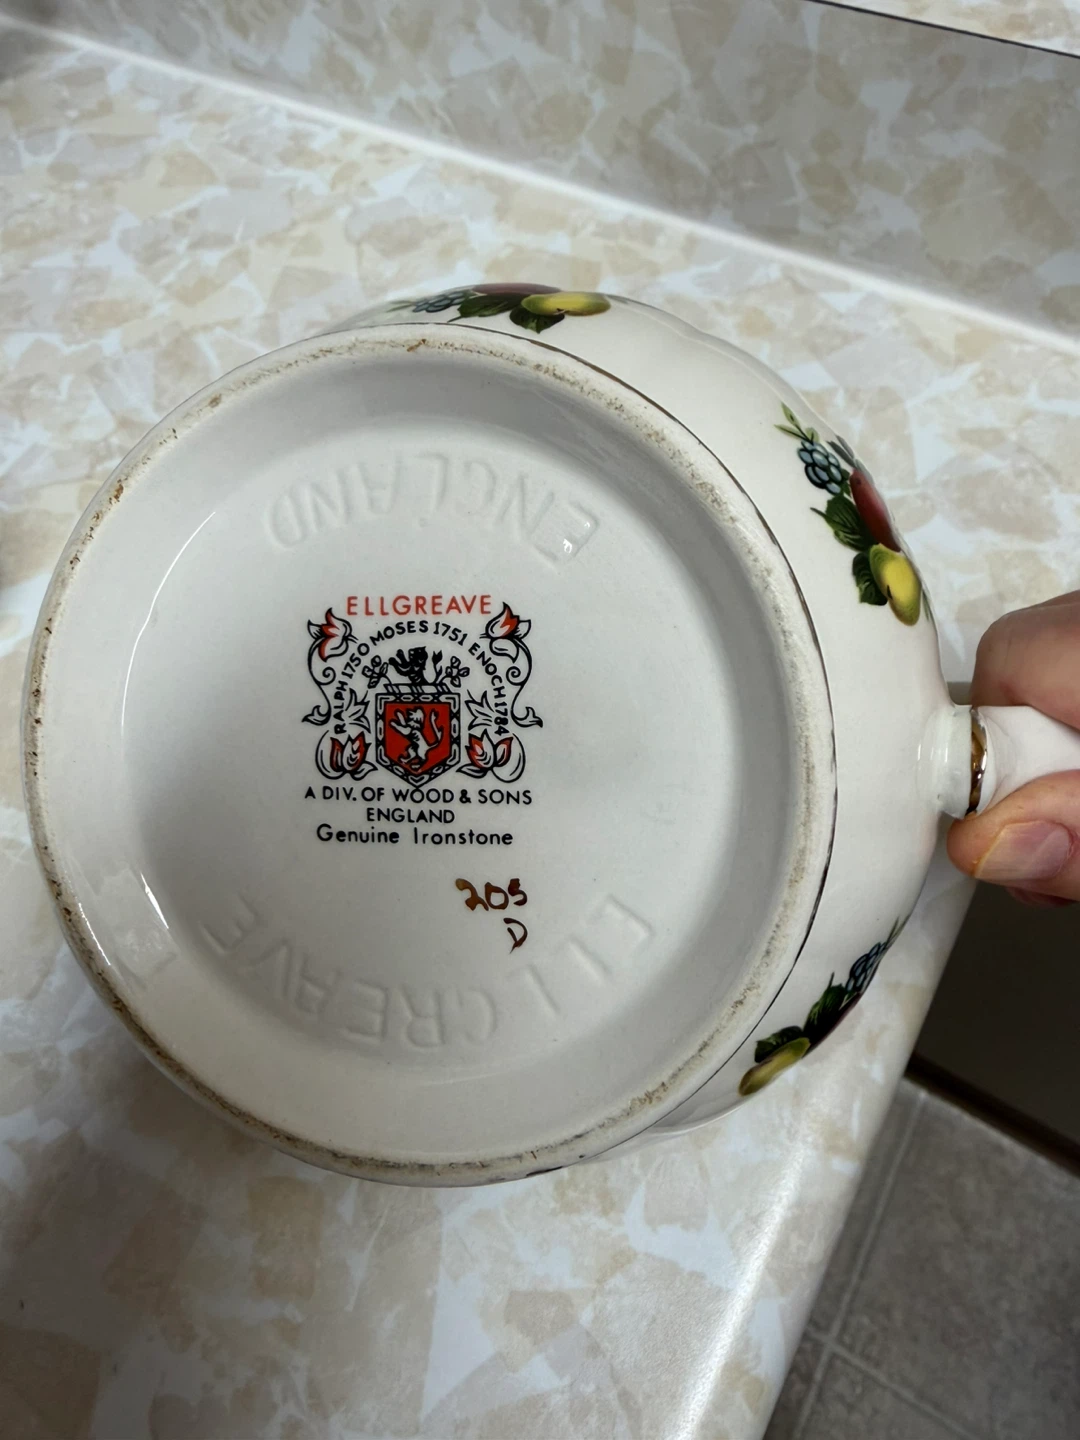 ENGLAND
ELLGREAVE
RALPH 1750 MOSES 1751 ENOCH 1784
A DIV. OF WOOD & SONS
ENGLAND
Genuine Ironstone
205
D
ELLGREAVE